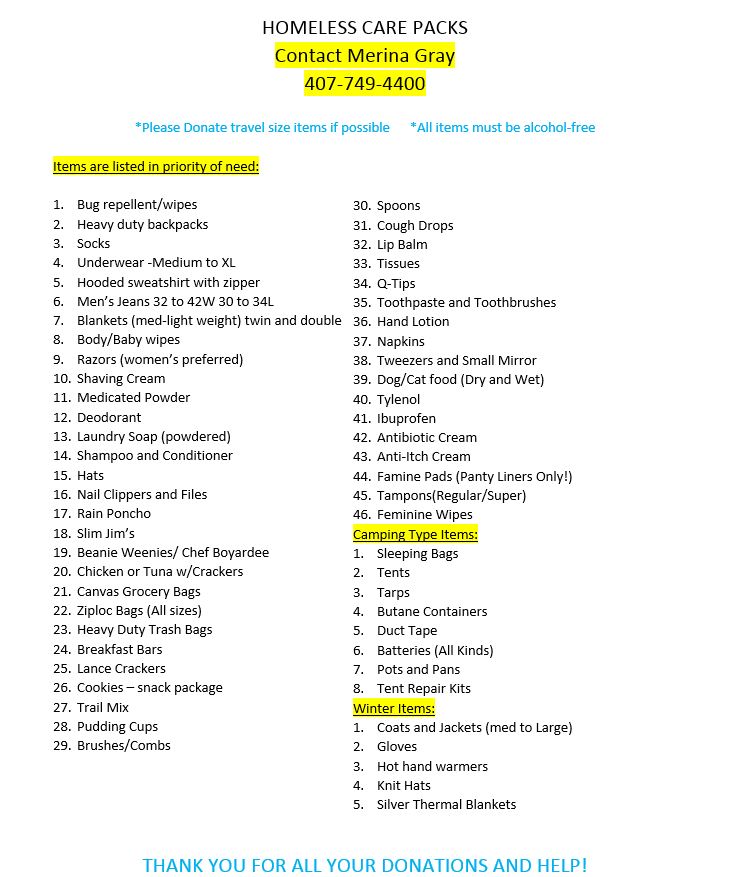 HOMELESS CARE PACKS
Contact Merina Gray
407-749-4400
*Please Donate travel size items if possible *All items must be alcohol-free
Items are listed in priority of need:
1. Bug repellent/wipes
2. Heavy duty backpacks
3. Socks
4. Underwear -Medium to XL
5. Hooded sweatshirt with zipper
6. Men's Jeans 32 to 42W 30 to 34L
7. Blankets (med-light weight) twin and double
8. Body/Baby wipes
9. Razors (women's preferred)
10. Shaving Cream
11. Medicated Powder
12. Deodorant
13. Laundry Soap (powdered)
14. Shampoo and Conditioner
15. Hats
16. Nail Clippers and Files
17. Rain Poncho
18. Slim Jim's
19. Beanie Weenies/ Chef Boyardee
20. Chicken or Tuna w/Crackers
21. Canvas Grocery Bags
22. Ziploc Bags (All sizes)
23. Heavy Duty Trash Bags
24. Breakfast Bars
25. Lance Crackers
26. Cookies – snack package
27. Trail Mix
28. Pudding Cups
29. Brushes/Combs
30. Spoons
31. Cough Drops
32. Lip Balm
33. Tissues
34. Q-Tips
35. Toothpaste and Toothbrushes
36. Hand Lotion
37. Napkins
38. Tweezers and Small Mirror
39. Dog/Cat food (Dry and Wet)
40. Tylenol
41. Ibuprofen
42. Antibiotic Cream
43. Anti-Itch Cream
44. Famine Pads (Panty Liners Only!)
45. Tampons(Regular/Super)
46. Feminine Wipes
Camping Type Items:
1. Sleeping Bags
2. Tents
3. Tarps
4. Butane Containers
5. Duct Tape
6. Batteries (All Kinds)
7. Pots and Pans
8. Tent Repair Kits
Winter Items:
1. Coats and Jackets (med to Large)
2. Gloves
3. Hot hand warmers
4. Knit Hats
5. Silver Thermal Blankets
THANK YOU FOR ALL YOUR DONATIONS AND HELP!